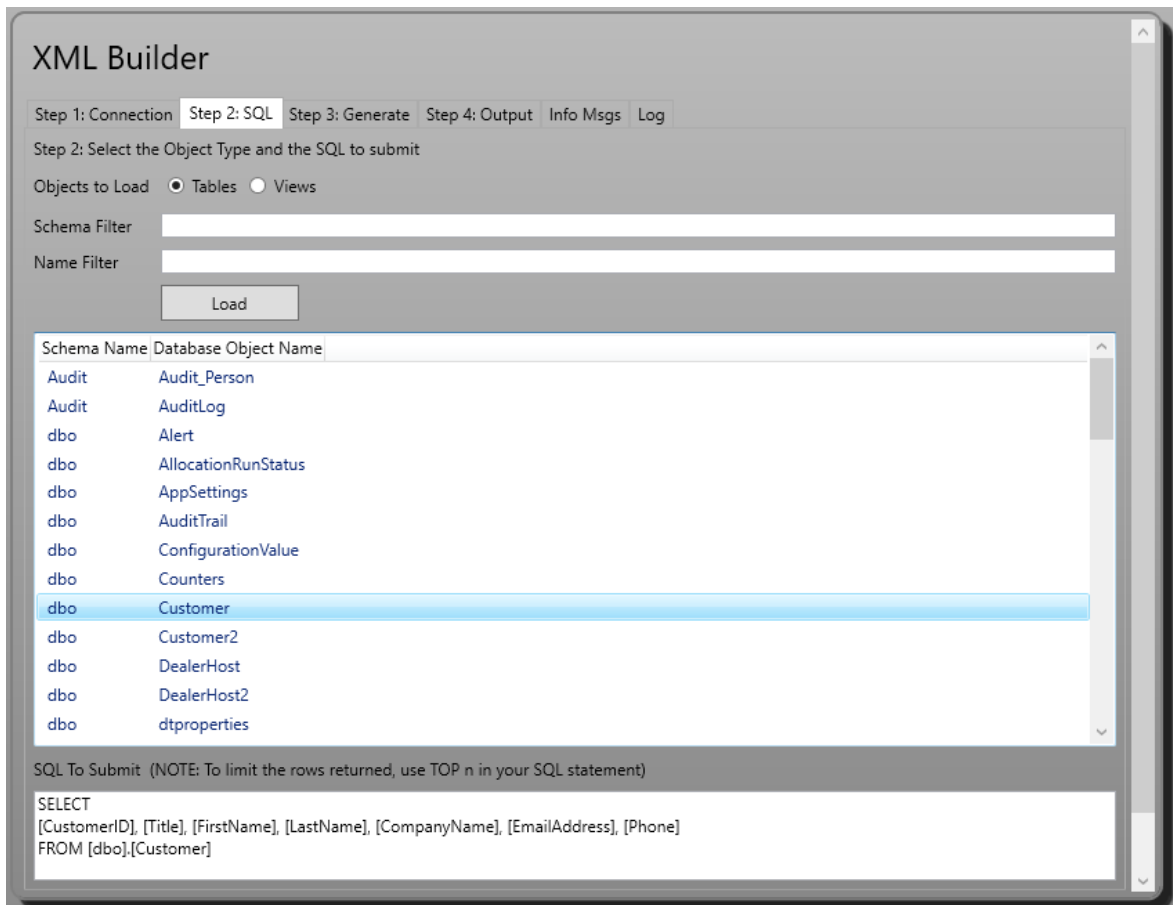 XML Builder
Step 1: Connection Step 2: SQL Step 3: Generate Step 4: Output Info Msgs Log
Step 2: Select the Object Type and the SQL to submit
Objects to Load Tables Views
Schema Filter
Name Filter
Load
Schema Name Database Object Name
Audit Audit_Person
Audit AuditLog
dbo Alert
dbo AllocationRunStatus
dbo AppSettings
dbo AuditTrail
dbo ConfigurationValue
dbo Counters
dbo Customer
dbo Customer2
dbo DealerHost
dbo DealerHost2
dbo dtproperties
SQL To Submit (NOTE: To limit the rows returned, use TOP n in your SQL statement)
SELECT
[CustomerID], [Title], [FirstName], [LastName], [CompanyName], [EmailAddress], [Phone]
FROM [dbo].[Customer]